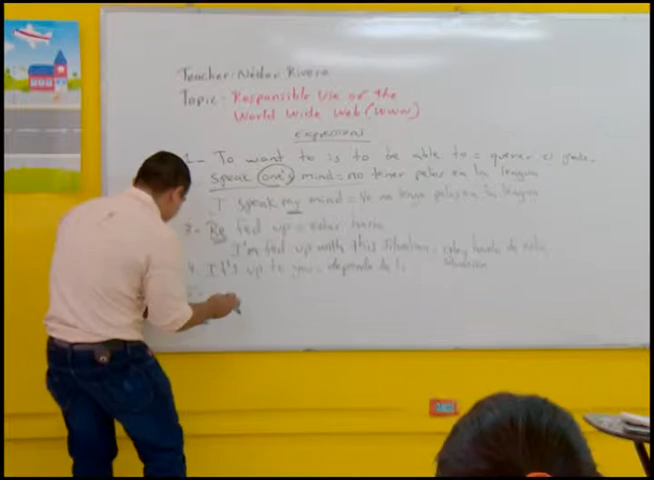 Teacher: Néstor Rivera
Topic: Responsible Use of the
World Wide Web (WWW)
Expressions
1- To want to is to be able to = querer es poder.
speak one's mind = no tener pelos en la lengua
I speak my mind = Yo no tengo pelos en la lengua
3- Be fed up = estar harto
I'm fed up with this situation = estoy harto de esta
situación
4. It's up to you = depende de ti